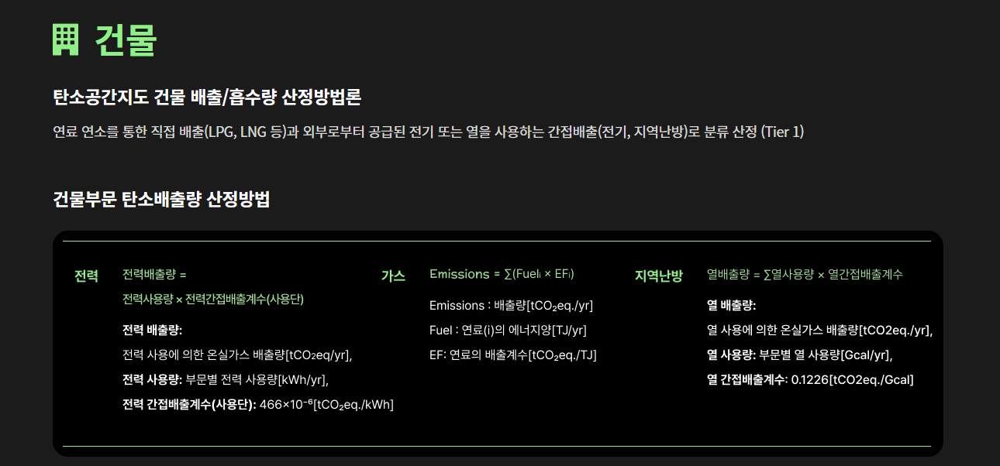 건물
탄소공간지도 건물 배출/흡수량 산정방법론
연료 연소를 통한 직접 배출(LPG, LNG 등)과 외부로부터 공급된 전기 또는 열을 사용하는 간접배출(전기, 지역난방)로 분류 산정 (Tier 1)
건물부문 탄소배출량 산정방법
전력
전력배출량 =
전력사용량 × 전력간접배출계수(사용단)
전력 배출량:
전력 사용에 의한 온실가스 배출량[tCO₂eq/yr],
전력 사용량: 부문별 전력 사용량[kWh/yr],
전력 간접배출계수(사용단): 466×10⁻⁶[tCO₂eq./kWh]
가스
Emissions = ∑(Fuelᵢ × EFᵢ)
Emissions : 배출량[tCO₂eq./yr]
Fuel : 연료(i)의 에너지양[TJ/yr]
EF: 연료의 배출계수[tCO₂eq./TJ]
지역난방
열배출량 = ∑열사용량 × 열간접배출계수
열 배출량:
열 사용에 의한 온실가스 배출량[tCO2eq./yr],
열 사용량: 부문별 열 사용량[Gcal/yr],
열 간접배출계수: 0.1226[tCO2eq./Gcal]